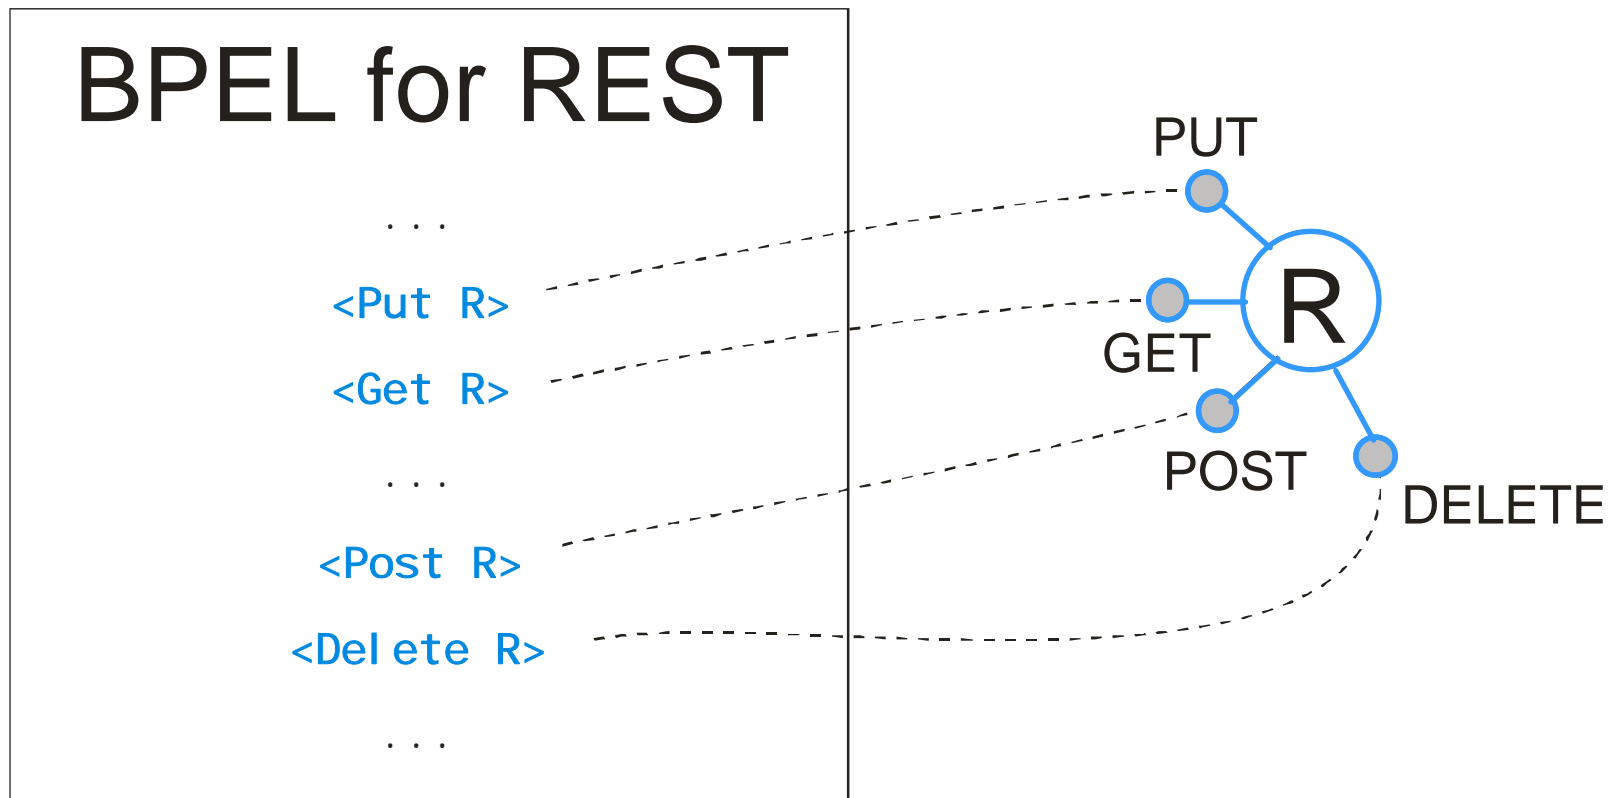 BPEL for REST
...
<Put R>
<Get R>
...
<Post R>
<Delete R>
...
PUT
R
GET
POST
DELETE